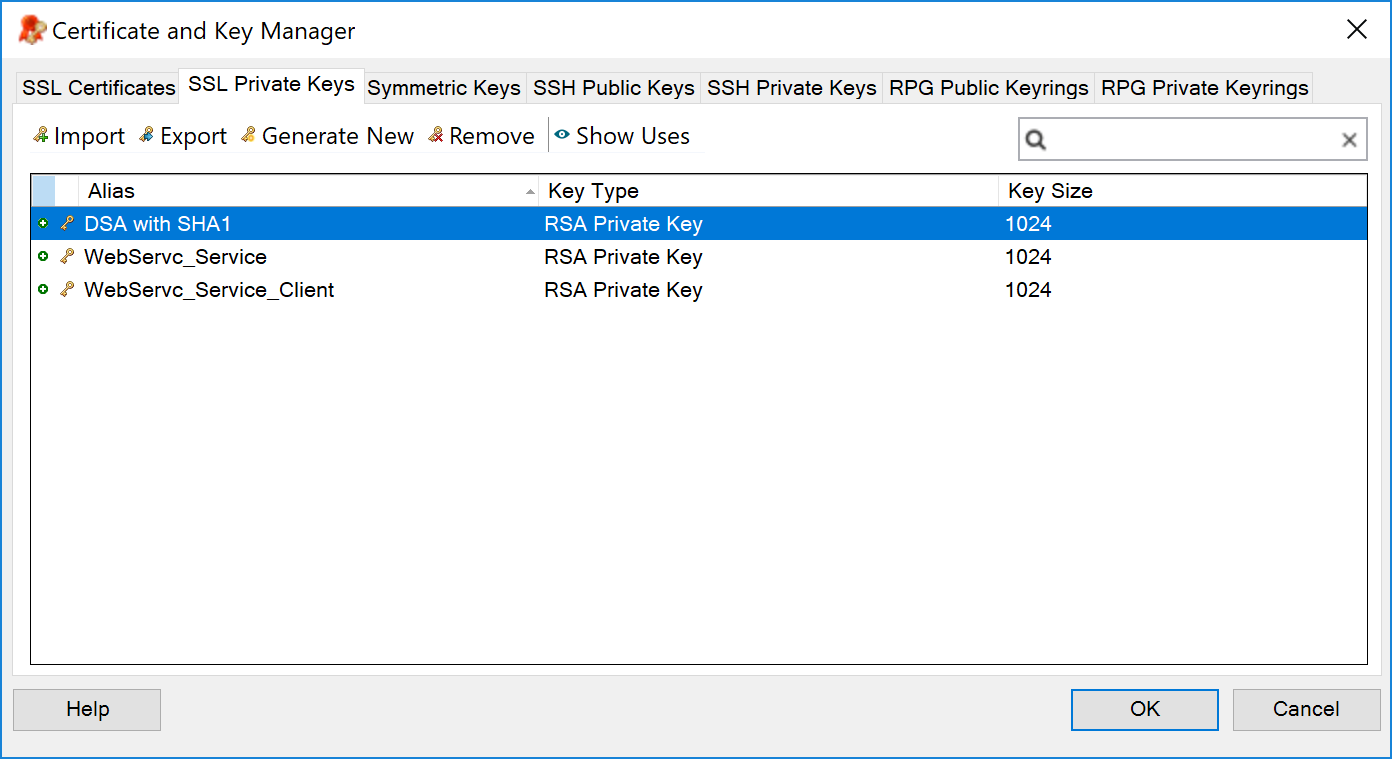 Certificate and Key Manager
SSL Certificates SSL Private Keys Symmetric Keys SSH Public Keys SSH Private Keys RPG Public Keyrings RPG Private Keyrings
Import Export Generate New Remove Show Uses
Alias Key Type Key Size
DSA with SHA1 RSA Private Key 1024
WebServc_Service RSA Private Key 1024
WebServc_Service_Client RSA Private Key 1024
Help OK Cancel